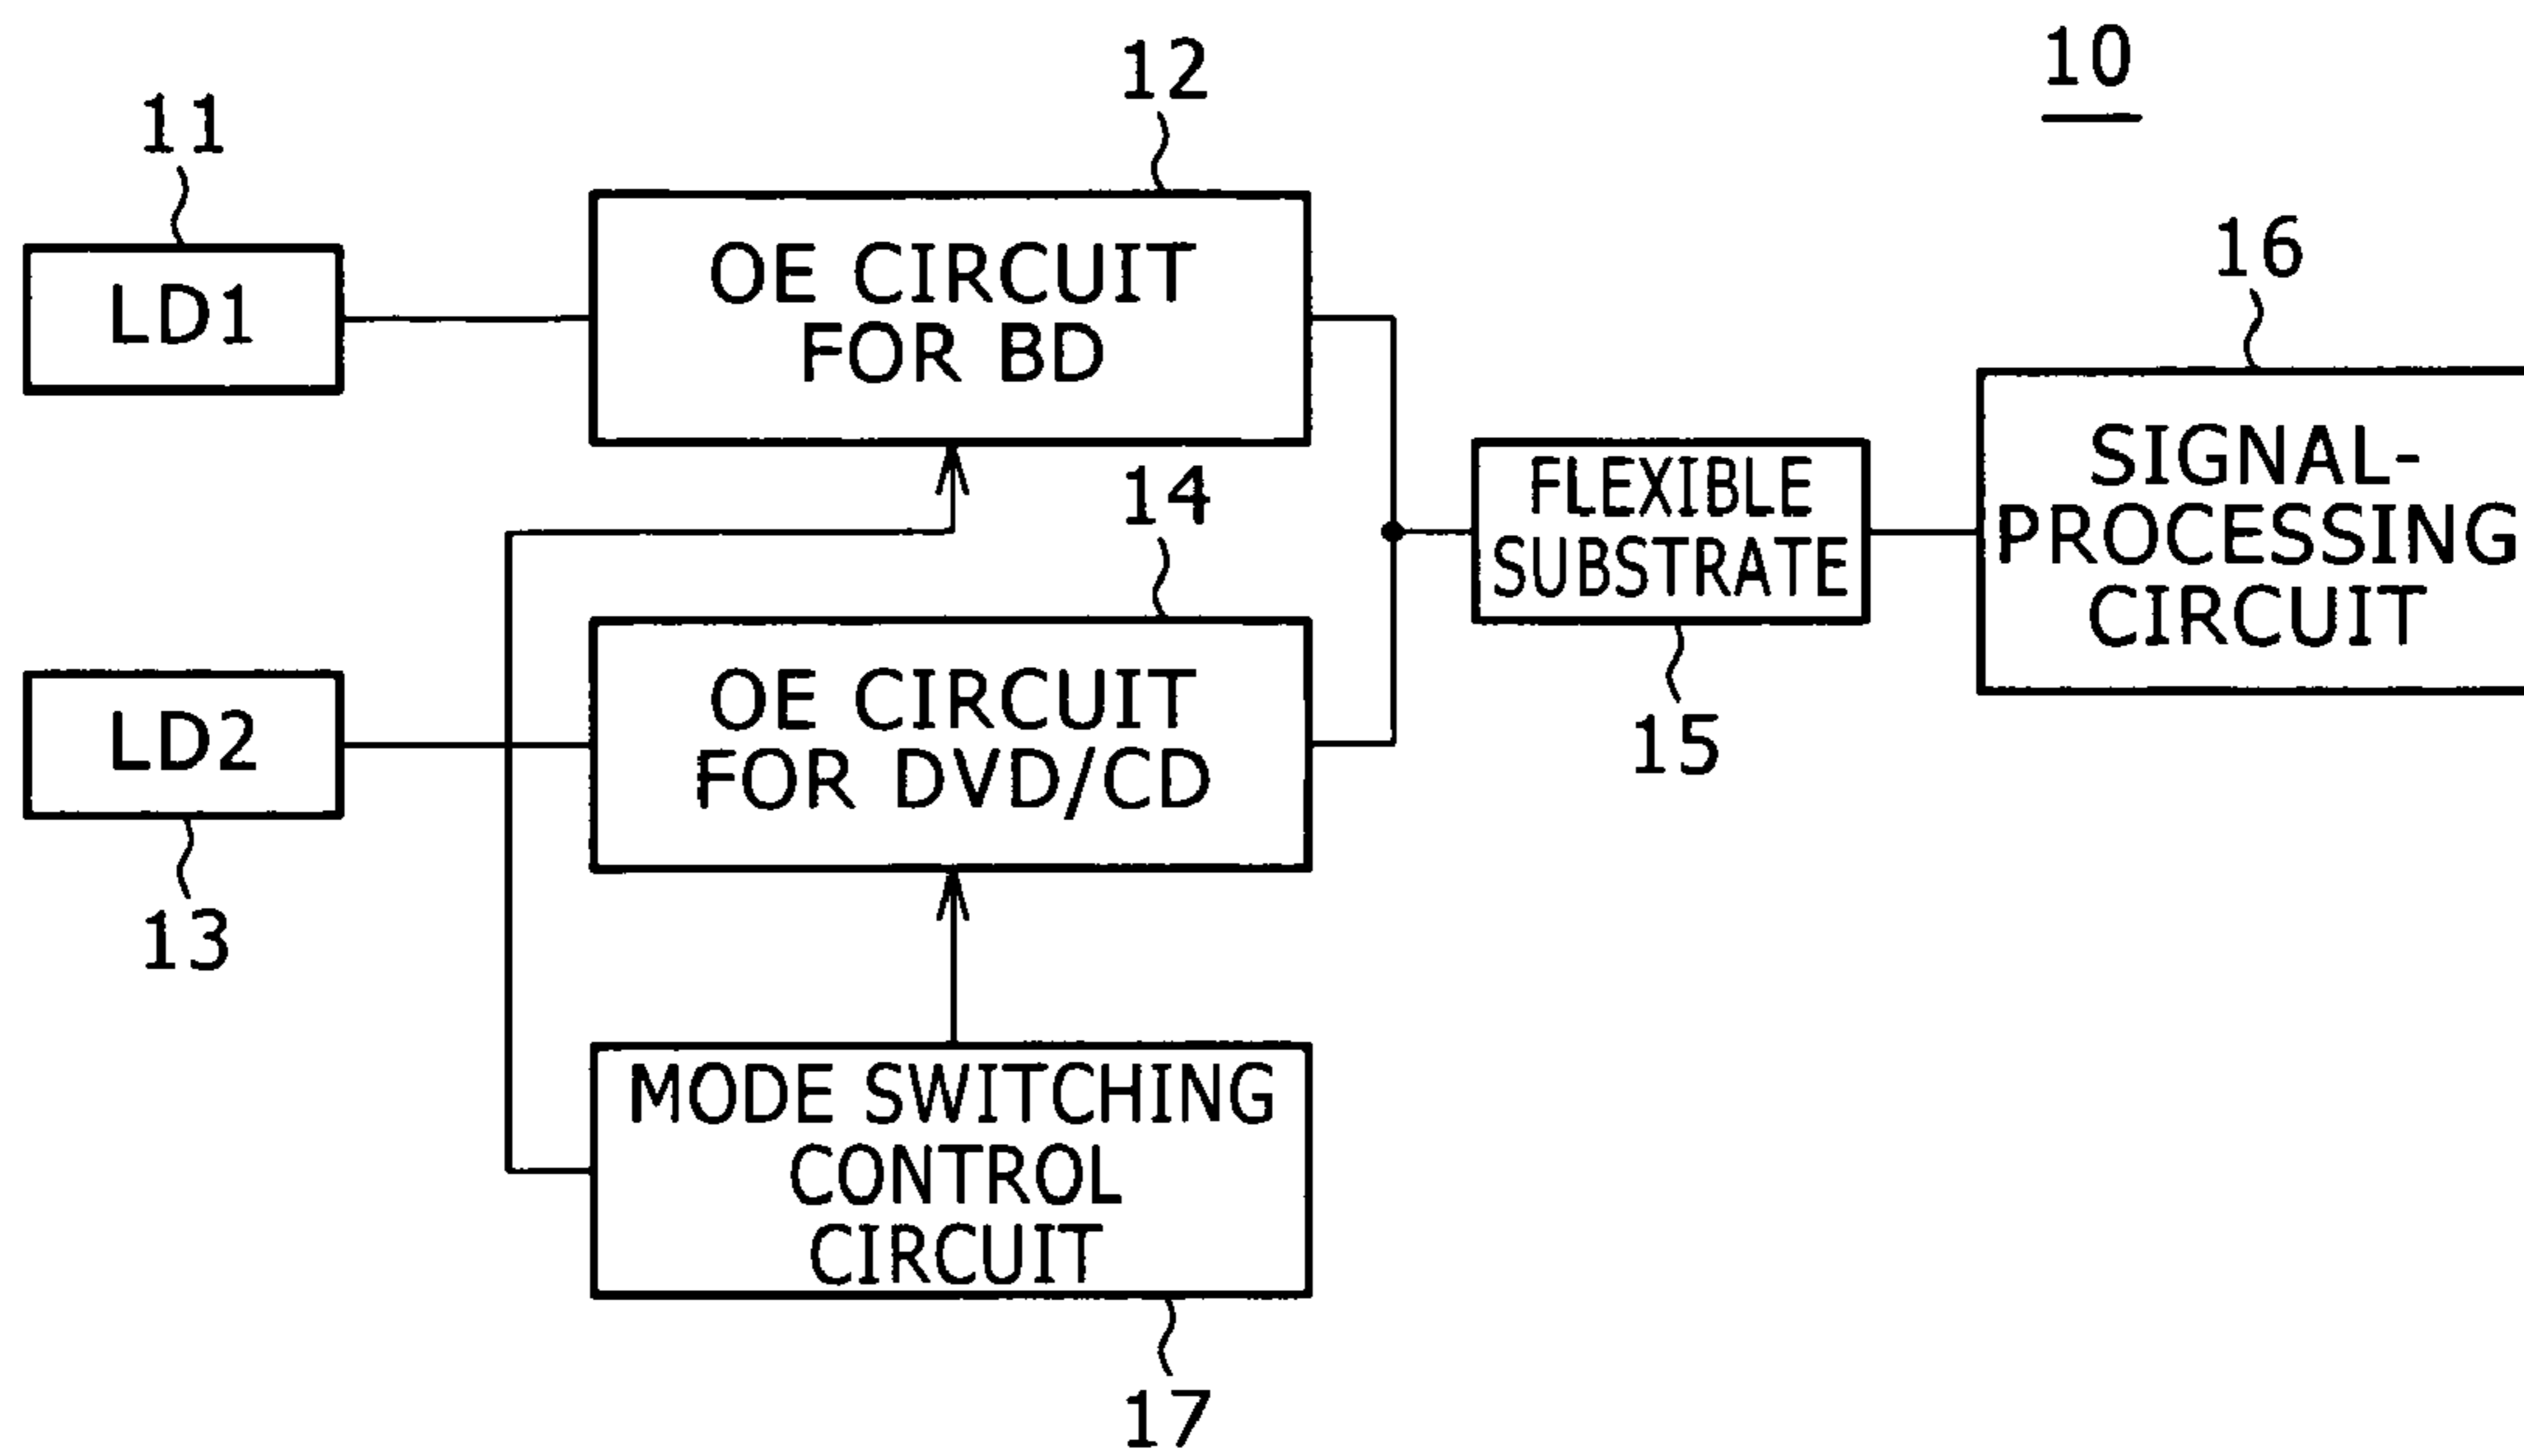 10
12
11
OE CIRCUIT
FOR BD
LD1
16
SIGNAL-
PROCESSING
CIRCUIT
14
FLEXIBLE
SUBSTRATE
15
OE CIRCUIT
FOR DVD/CD
LD2
13
MODE SWITCHING
CONTROL
CIRCUIT
17